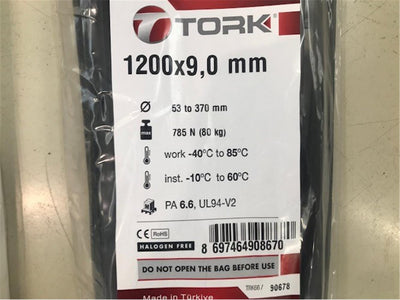 TORK
1200x9,0 mm
53 to 370 mm
max 785 N (80 kg)
work -40°C to 85°C
inst. -10°C to 60°C
PA 6.6, UL94-V2
CE RoHS
HALOGEN FREE
8 697464 908670
DO NOT OPEN THE BAG BEFORE USE
TRK667 90678
Made in Türkiye